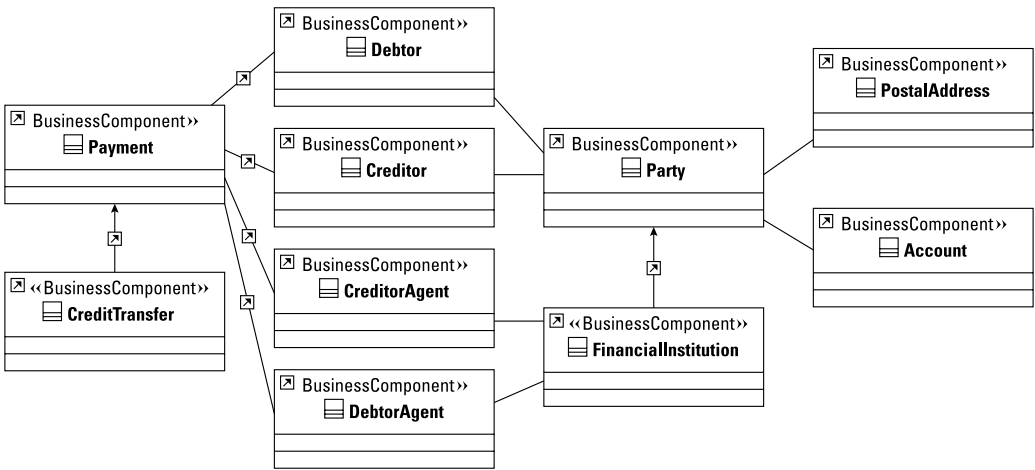 BusinessComponent››
Debtor
BusinessComponent››
Payment
BusinessComponent››
Creditor
BusinessComponent››
CreditorAgent
BusinessComponent››
DebtorAgent
‹‹BusinessComponent››
CreditTransfer
BusinessComponent››
Party
‹‹BusinessComponent››
FinancialInstitution
BusinessComponent››
PostalAddress
BusinessComponent››
Account